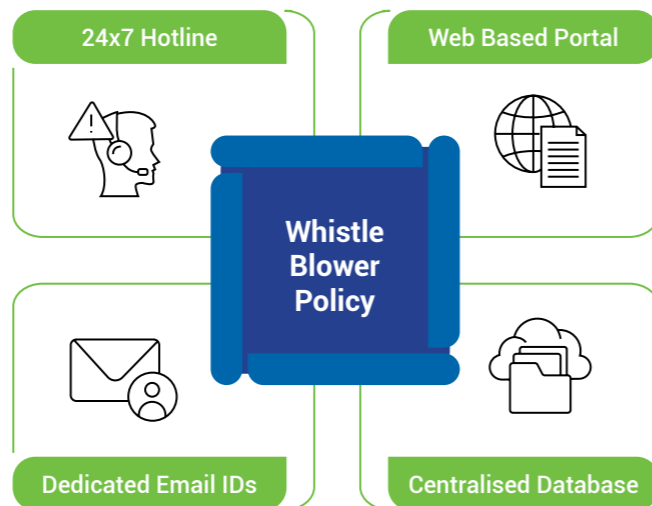 24x7 Hotline
Web Based Portal
Whistle
Blower
Policy
Dedicated Email IDs
Centralised Database